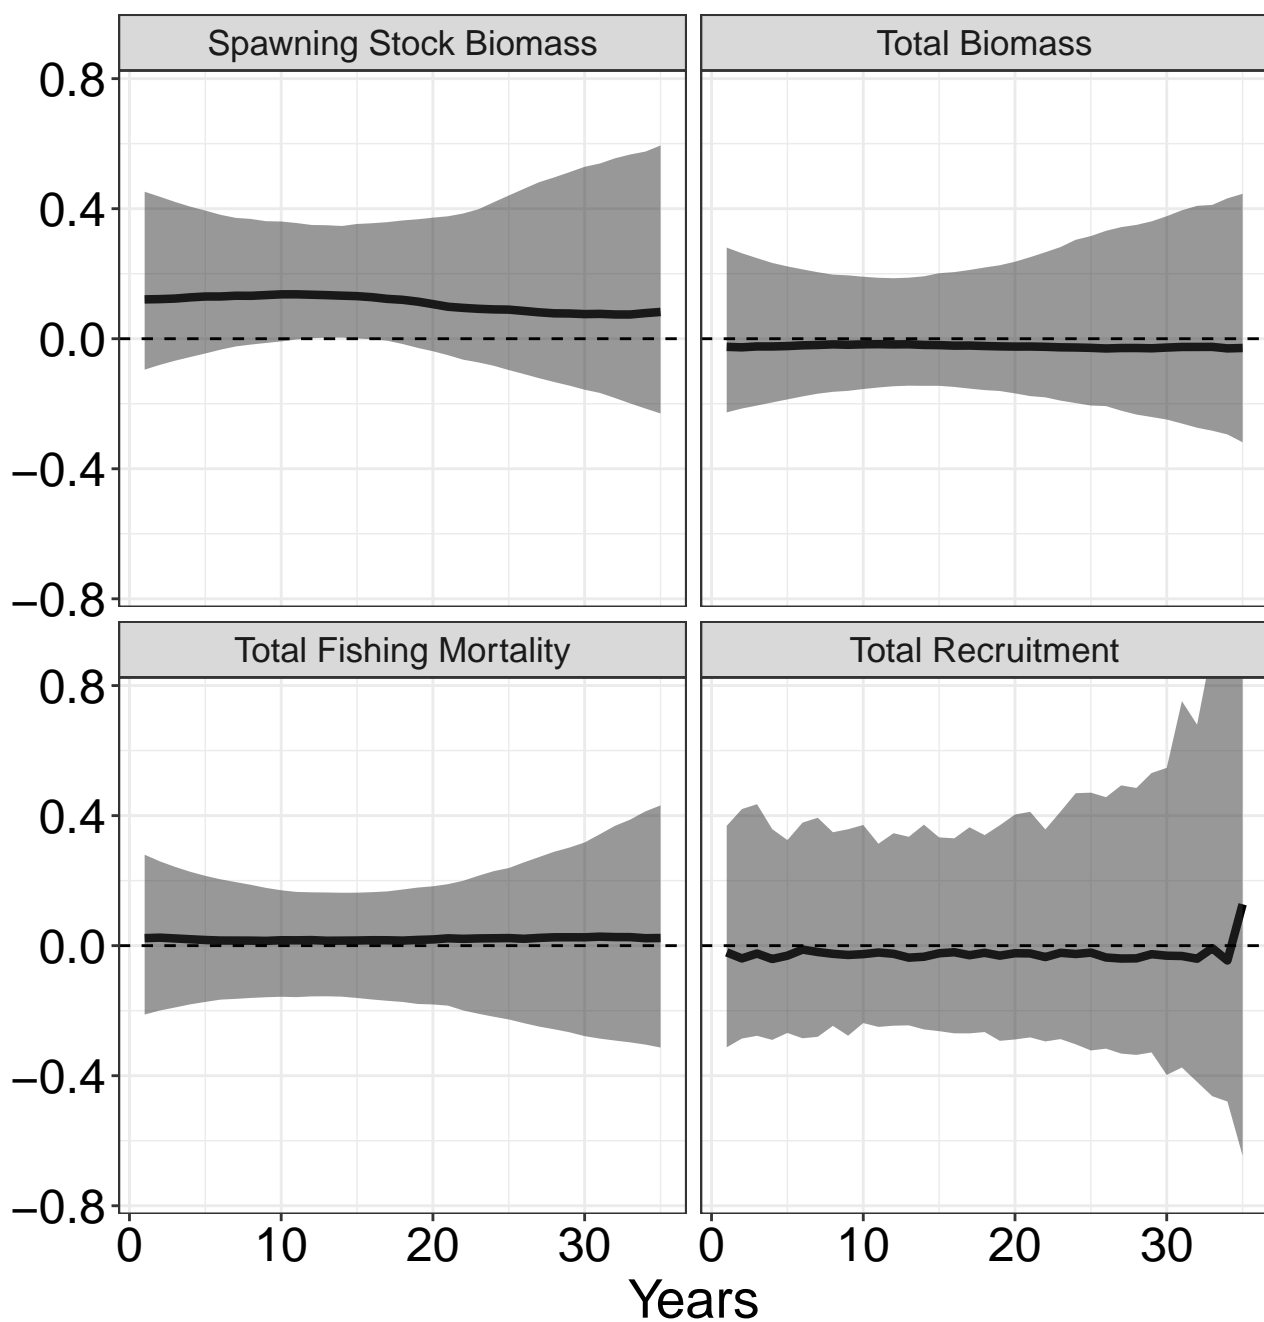 Spawning Stock Biomass
Total Biomass
0.8
0.4
0.0
−0.4
−0.8
Total Fishing Mortality
Total Recruitment
0.8
0.4
0.0
−0.4
−0.8
0 10 20 30
0 10 20 30
Years